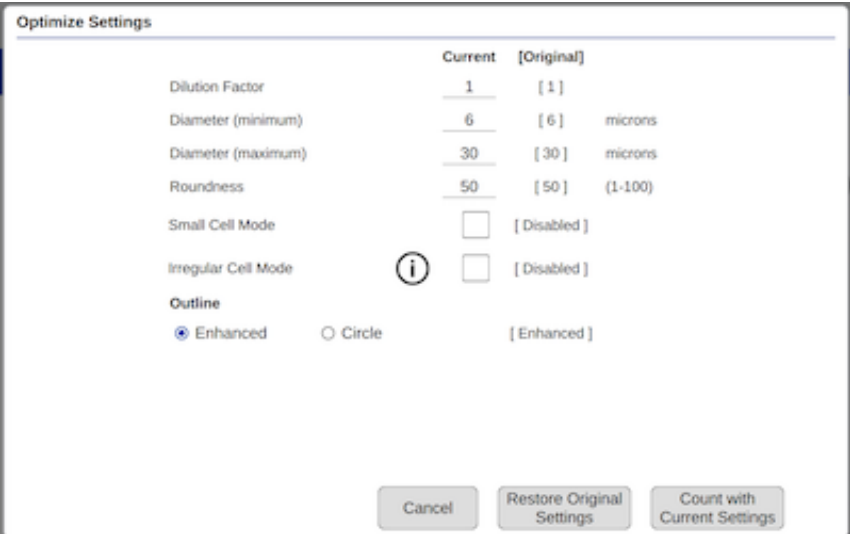 Optimize Settings
Current [Original]
Dilution Factor 1 [ 1 ]
Diameter (minimum) 6 [ 6 ] microns
Diameter (maximum) 30 [ 30 ] microns
Roundness 50 [ 50 ] (1-100)
Small Cell Mode [ Disabled ]
Irregular Cell Mode i [ Disabled ]
Outline
Enhanced Circle [ Enhanced ]
Cancel
Restore Original
Settings
Count with
Current Settings